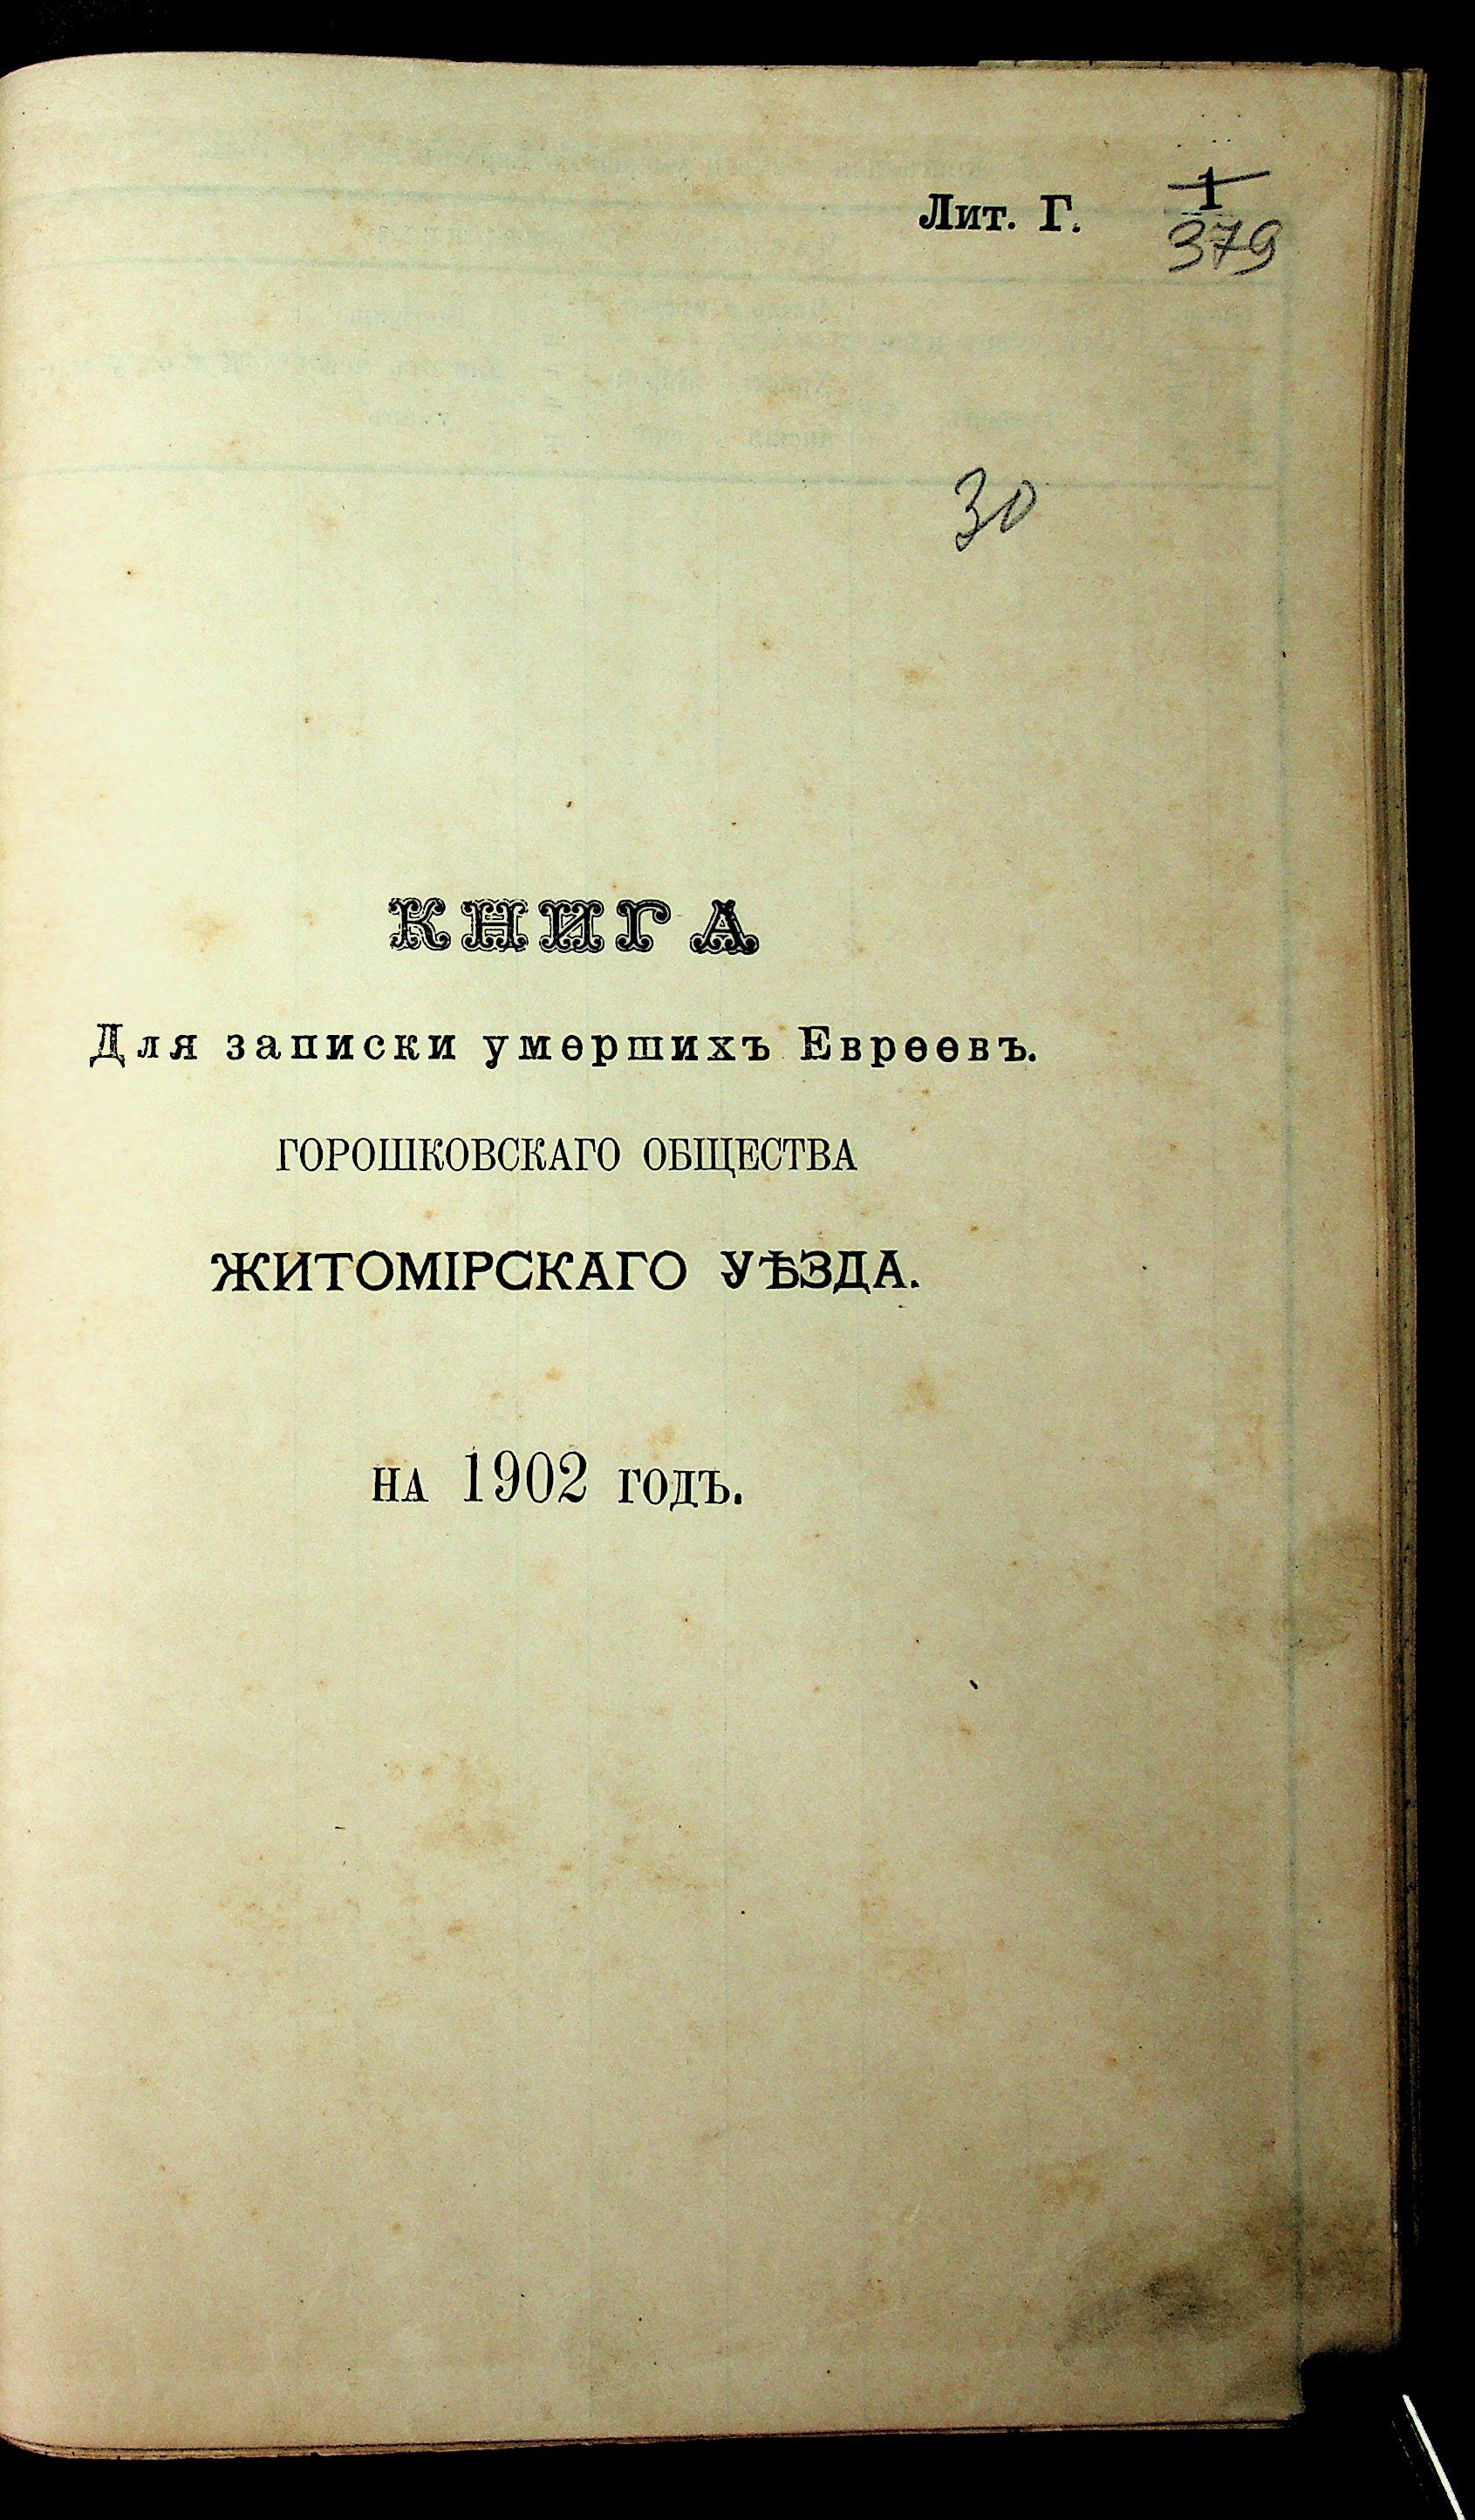 Лит. Г.
1
379
30
КНИГА
Для записки умершихъ Евреевъ.
ГОРОШКОВСКАГО ОБЩЕСТВА
ЖИТОМІРСКАГО УѢЗДА.
НА 1902 ГОДЪ.